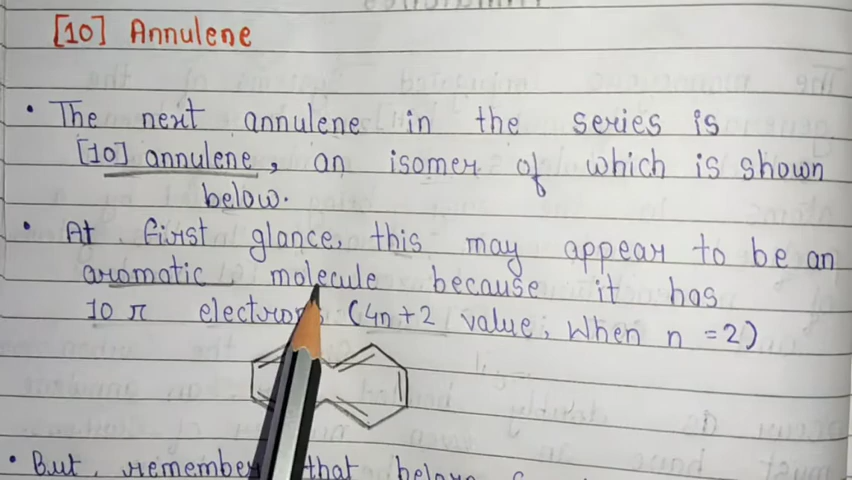 [10] Annulene
• The next annulene in the series is
[10] annulene, an isomer of which is shown
below.
• At first glance, this may appear to be an
aromatic molecule because it has
10 π electron (4n+2 value, when n =2)
• But, remember that